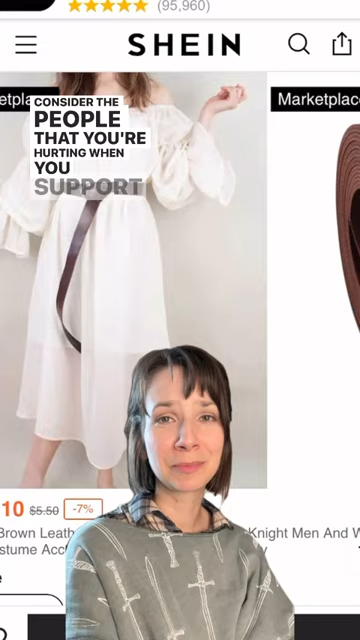 (95,960)
SHEIN
Marketplac
etpla
CONSIDER THE
PEOPLE
THAT YOU'RE
HURTING WHEN
YOU
SUPPORT
10 $5.50 -7%
Brown Leath
Knight Men And W
stume Acc
y
e